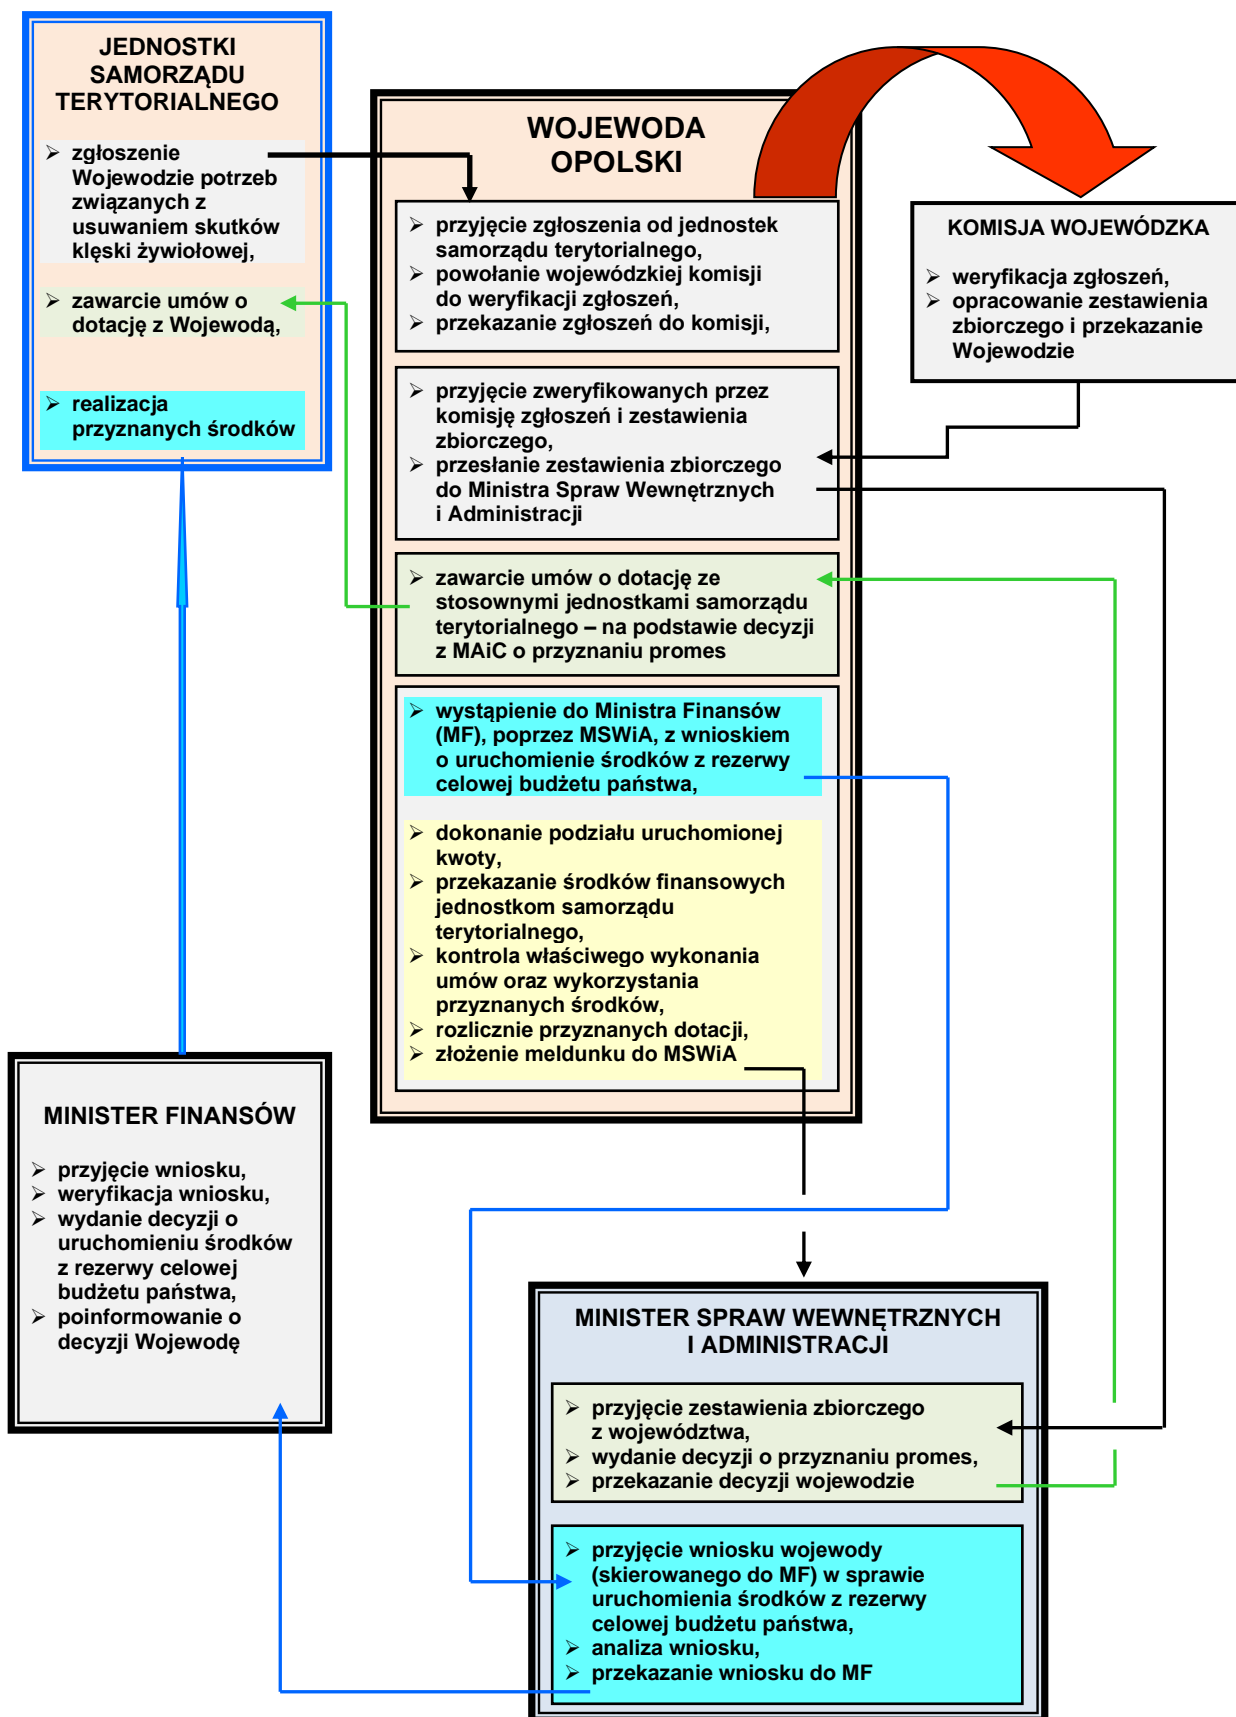 JEDNOSTKI
SAMORZĄDU
TERYTORIALNEGO
➢ zgłoszenie
Wojewodzie potrzeb
związanych z
usuwaniem skutków
klęski żywiołowej,
➢ zawarcie umów o
dotację z Wojewodą,
➢ realizacja
przyznanych środków
WOJEWODA
OPOLSKI
➢ przyjęcie zgłoszenia od jednostek
samorządu terytorialnego,
➢ powołanie wojewódzkiej komisji
do weryfikacji zgłoszeń,
➢ przekazanie zgłoszeń do komisji,
➢ przyjęcie zweryfikowanych przez
komisję zgłoszeń i zestawienia
zbiorczego,
➢ przesłanie zestawienia zbiorczego
do Ministra Spraw Wewnętrznych
i Administracji
➢ zawarcie umów o dotację ze
stosownymi jednostkami samorządu
terytorialnego – na podstawie decyzji
z MAiC o przyznaniu promes
➢ wystąpienie do Ministra Finansów
(MF), poprzez MSWiA, z wnioskiem
o uruchomienie środków z rezerwy
celowej budżetu państwa,
➢ dokonanie podziału uruchomionej
kwoty,
➢ przekazanie środków finansowych
jednostkom samorządu
terytorialnego,
➢ kontrola właściwego wykonania
umów oraz wykorzystania
przyznanych środków,
➢ rozlicznie przyznanych dotacji,
➢ złożenie meldunku do MSWiA
KOMISJA WOJEWÓDZKA
➢ weryfikacja zgłoszeń,
➢ opracowanie zestawienia
zbiorczego i przekazanie
Wojewodzie
MINISTER FINANSÓW
➢ przyjęcie wniosku,
➢ weryfikacja wniosku,
➢ wydanie decyzji o
uruchomieniu środków
z rezerwy celowej
budżetu państwa,
➢ poinformowanie o
decyzji Wojewodę
MINISTER SPRAW WEWNĘTRZNYCH
I ADMINISTRACJI
➢ przyjęcie zestawienia zbiorczego
z województwa,
➢ wydanie decyzji o przyznaniu promes,
➢ przekazanie decyzji wojewodzie
➢ przyjęcie wniosku wojewody
(skierowanego do MF) w sprawie
uruchomienia środków z rezerwy
celowej budżetu państwa,
➢ analiza wniosku,
➢ przekazanie wniosku do MF